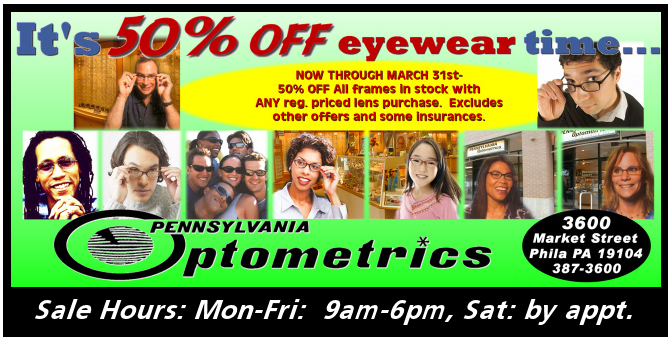 It's 50% OFF eyewear time...
NOW THROUGH MARCH 31st-
50% OFF All frames in stock with
ANY reg. priced lens purchase. Excludes
other offers and some insurances.
PENNSYLVANIA
Optometrics
PENNSYLVANIA
Optometrics
3600
Market Street
Phila PA 19104
387-3600
Sale Hours: Mon-Fri: 9am-6pm, Sat: by appt.